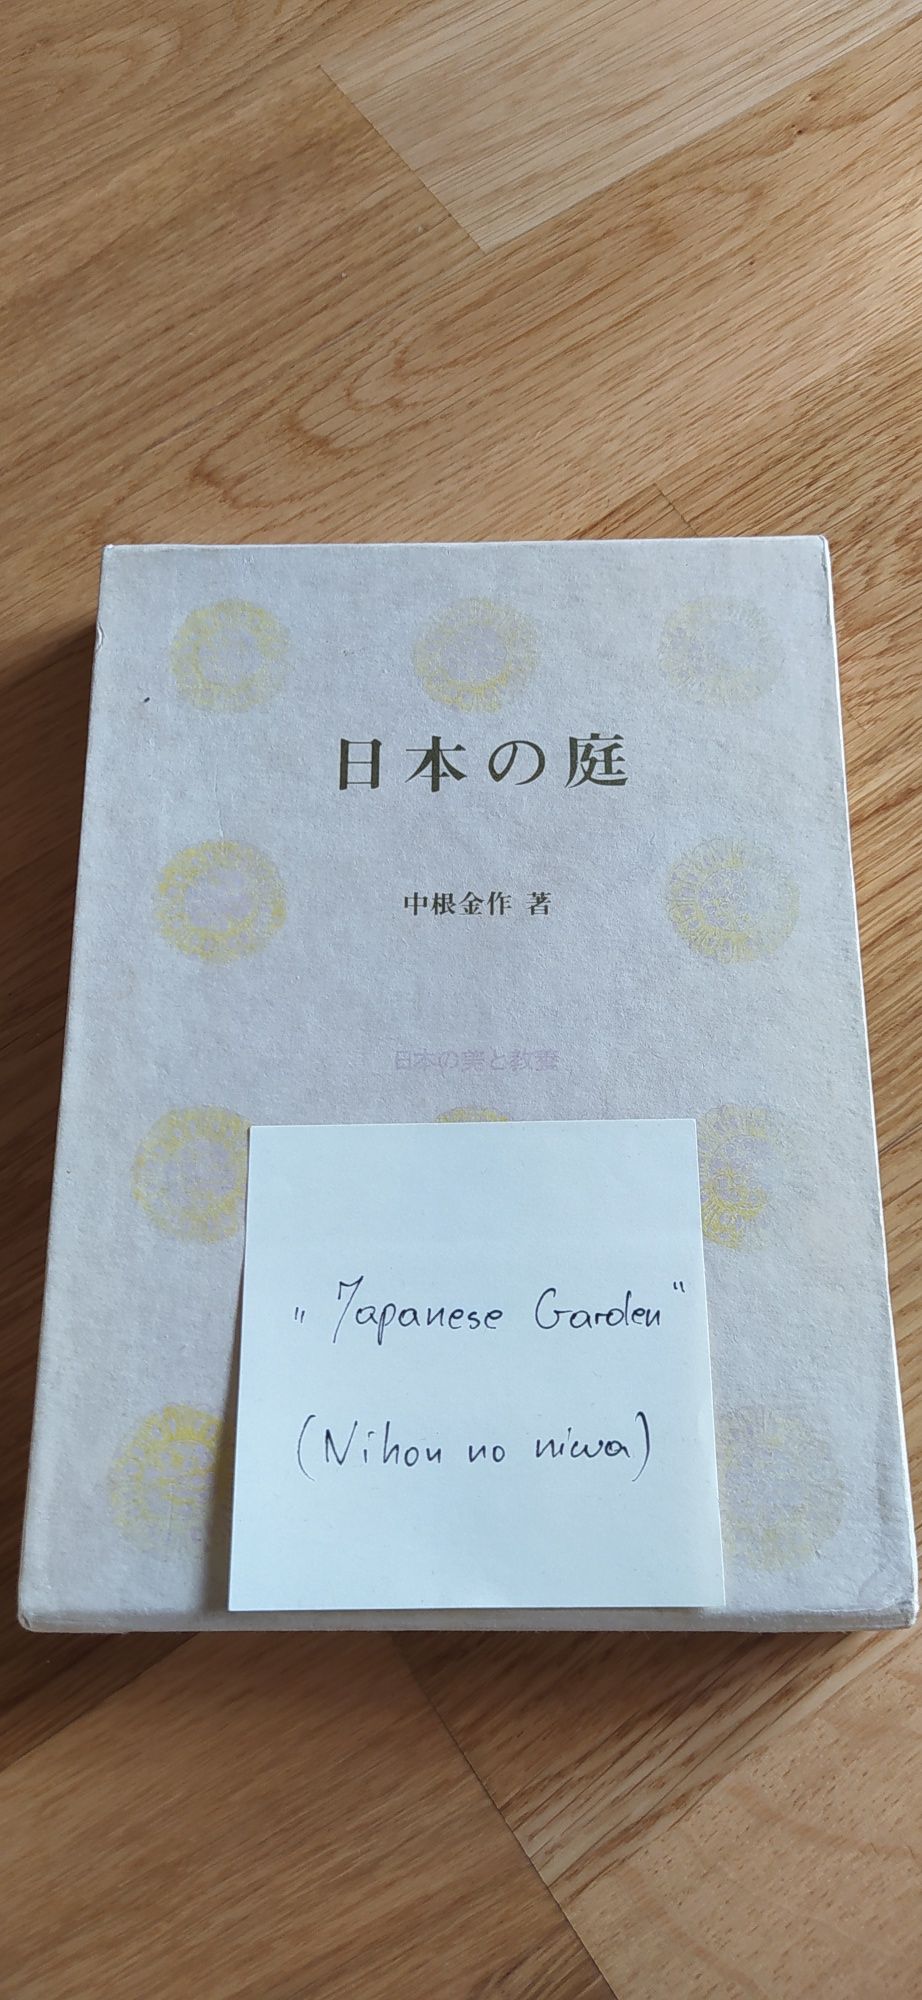 日本の庭
中根金作 著
日本の美と教養
"Japanese Garden"
(Nihon no niwa)